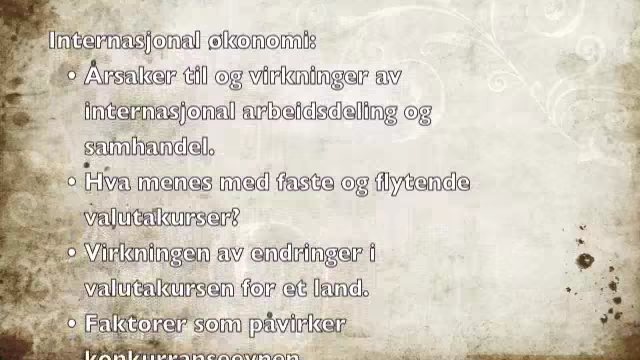 Internasjonal økonomi:
• Årsaker til og virkninger av
internasjonal arbeidsdeling og
samhandel.
• Hva menes med faste og flytende
valutakurser?
• Virkningen av endringer i
valutakursen for et land.
• Faktorer som påvirker
konkurranseevnen